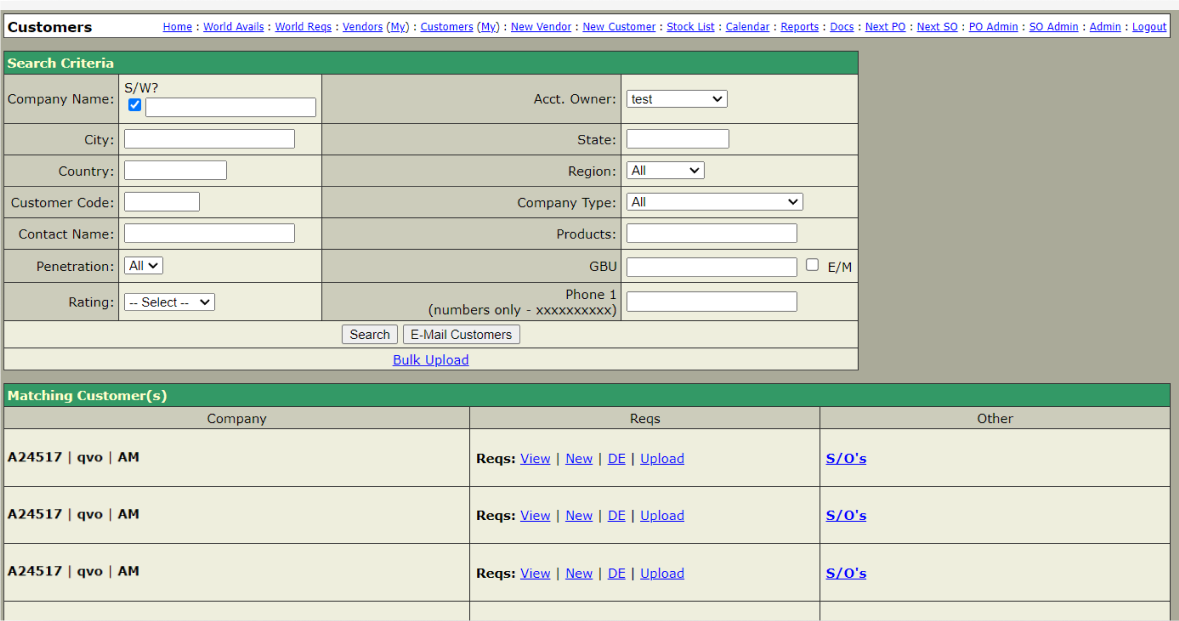 Customers Home : World Avails : World Reqs : Vendors (My) : Customers (My) : New Vendor : New Customer : Stock List : Calendar : Reports : Docs : Next PO : Next SO : PO Admin : SO Admin : Admin : Logout
Search Criteria
S/W?
Company Name: Acct. Owner: test
City: State:
Country: Region: All
Customer Code: Company Type: All
Contact Name: Products:
Penetration: All GBU E/M
Rating: -- Select -- Phone 1
(numbers only - xxxxxxxxxx)
Search E-Mail Customers
Bulk Upload
Matching Customer(s)
Company Reqs Other
A24517 | qvo | AM Reqs: View | New | DE | Upload S/O's
A24517 | qvo | AM Reqs: View | New | DE | Upload S/O's
A24517 | qvo | AM Reqs: View | New | DE | Upload S/O's